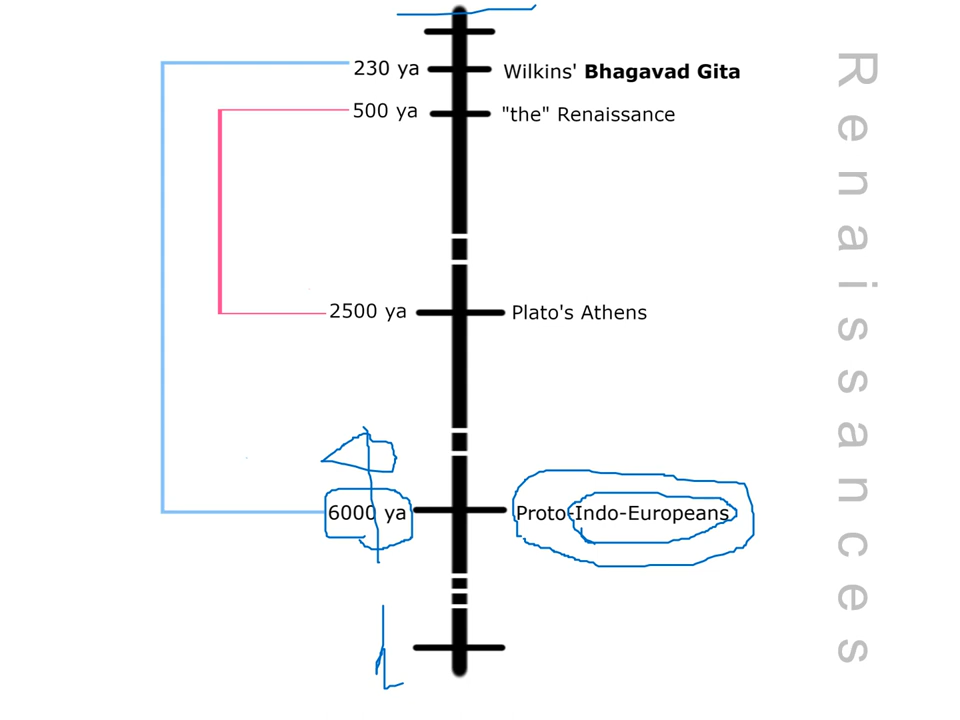 230 ya
Wilkins' Bhagavad Gita
500 ya
"the" Renaissance
2500 ya
Plato's Athens
6000 ya
Proto-Indo-Europeans
Renaissances